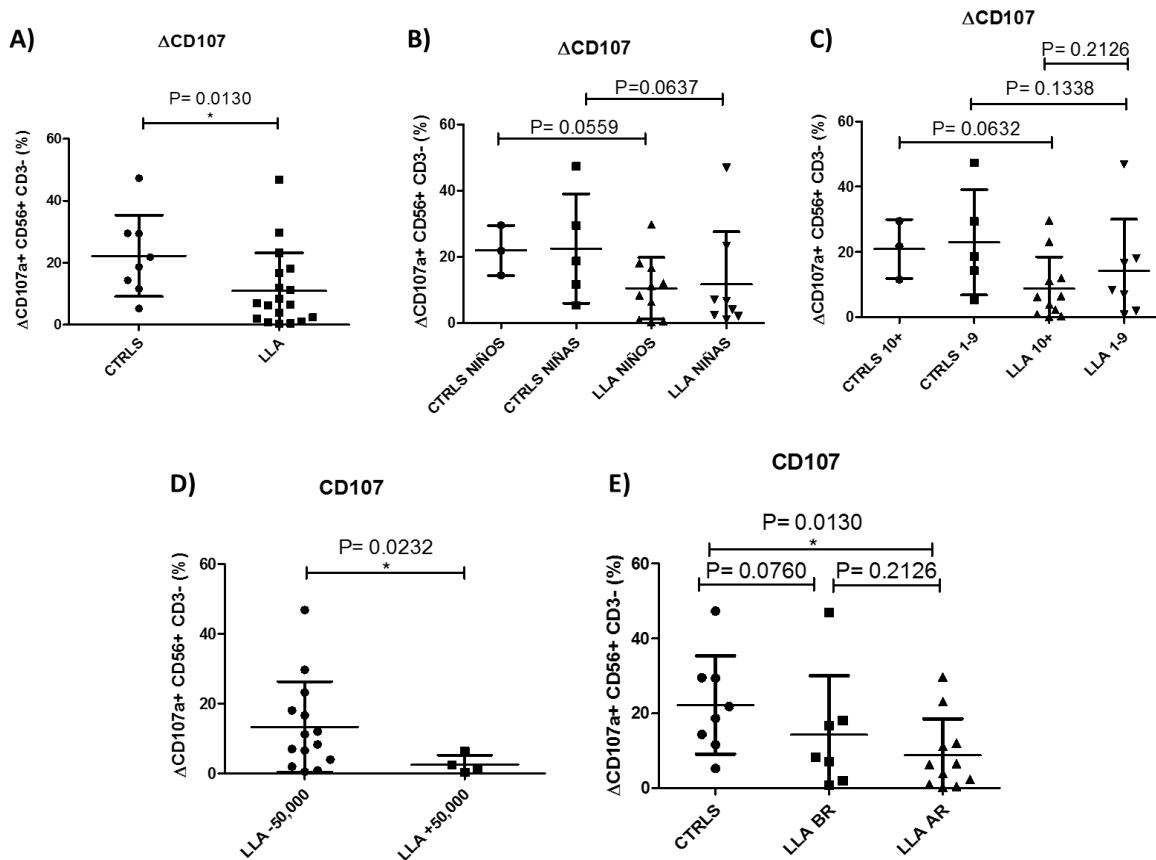 A)
ΔCD107
P= 0.0130
*
ΔCD107a+ CD56+ CD3- (%)
60
40
20
0
CTRLS
LLA
B)
ΔCD107
P=0.0637
P= 0.0559
ΔCD107a+ CD56+ CD3- (%)
60
40
20
0
CTRLS NIÑOS
CTRLS NIÑAS
LLA NIÑOS
LLA NIÑAS
C)
ΔCD107
P= 0.2126
P= 0.1338
P= 0.0632
ΔCD107a+ CD56+ CD3- (%)
60
40
20
0
CTRLS 10+
CTRLS 1-9
LLA 10+
LLA 1-9
D)
CD107
P= 0.0232
*
ΔCD107a+ CD56+ CD3- (%)
60
40
20
0
LLA -50,000
LLA +50,000
E)
CD107
P= 0.0130
*
P= 0.0760
P= 0.2126
ΔCD107a+ CD56+ CD3- (%)
60
40
20
0
CTRLS
LLA BR
LLA AR